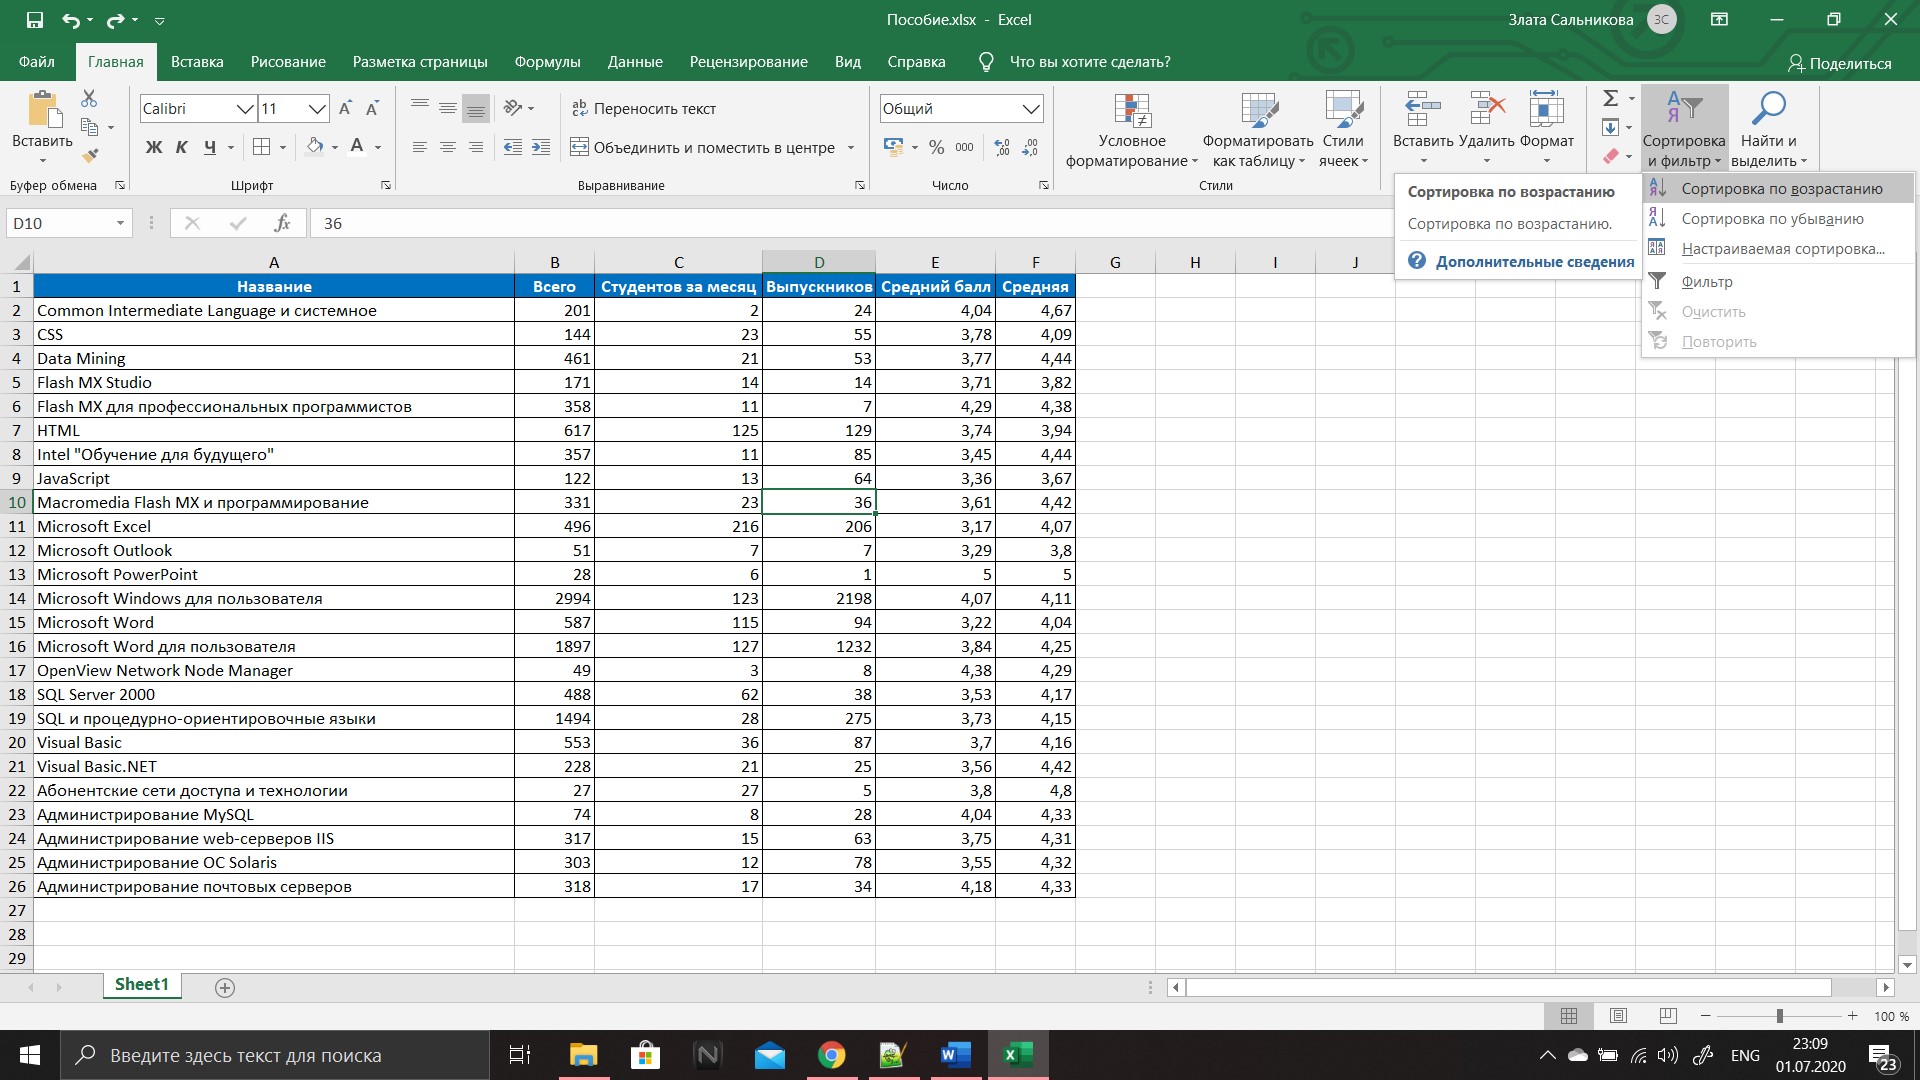 Пособие.xlsx - Excel
Злата Сальникова ЗС
Файл Главная Вставка Рисование Разметка страницы Формулы Данные Рецензирование Вид Справка Что вы хотите сделать? Поделиться
Вставить
Буфер обмена
Calibri 11
Ж К Ч А
Шрифт
Переносить текст
Объединить и поместить в центре
Выравнивание
Общий
% 000
Число
Условное форматирование
Форматировать как таблицу
Стили ячеек
Стили
Вставить Удалить Формат
Сортировка и фильтр
Найти и выделить
Сортировка по возрастанию
Сортировка по возрастанию.
Дополнительные сведения
Сортировка по возрастанию
Сортировка по убыванию
Настраиваемая сортировка...
Фильтр
Очистить
Повторить
D10 fx 36
A B C D E F G H I J
1 Название Всего Студентов за месяц Выпускников Средний балл Средняя
2 Common Intermediate Language и системное 201 2 24 4,04 4,67
3 CSS 144 23 55 3,78 4,09
4 Data Mining 461 21 53 3,77 4,44
5 Flash MX Studio 171 14 14 3,71 3,82
6 Flash MX для профессиональных программистов 358 11 7 4,29 4,38
7 HTML 617 125 129 3,74 3,94
8 Intel "Обучение для будущего" 357 11 85 3,45 4,44
9 JavaScript 122 13 64 3,36 3,67
10 Macromedia Flash MX и программирование 331 23 36 3,61 4,42
11 Microsoft Excel 496 216 206 3,17 4,07
12 Microsoft Outlook 51 7 7 3,29 3,8
13 Microsoft PowerPoint 28 6 1 5 5
14 Microsoft Windows для пользователя 2994 123 2198 4,07 4,11
15 Microsoft Word 587 115 94 3,22 4,04
16 Microsoft Word для пользователя 1897 127 1232 3,84 4,25
17 OpenView Network Node Manager 49 3 8 4,38 4,29
18 SQL Server 2000 488 62 38 3,53 4,17
19 SQL и процедурно-ориентировочные языки 1494 28 275 3,73 4,15
20 Visual Basic 553 36 87 3,7 4,16
21 Visual Basic.NET 228 21 25 3,56 4,42
22 Абонентские сети доступа и технологии 27 27 5 3,8 4,8
23 Администрирование MySQL 74 8 28 4,04 4,33
24 Администрирование web-серверов IIS 317 15 63 3,75 4,31
25 Администрирование ОС Solaris 303 12 78 3,55 4,32
26 Администрирование почтовых серверов 318 17 34 4,18 4,33
27
28
29
Sheet1
100 %
Введите здесь текст для поиска
ENG
23:09
01.07.2020
23